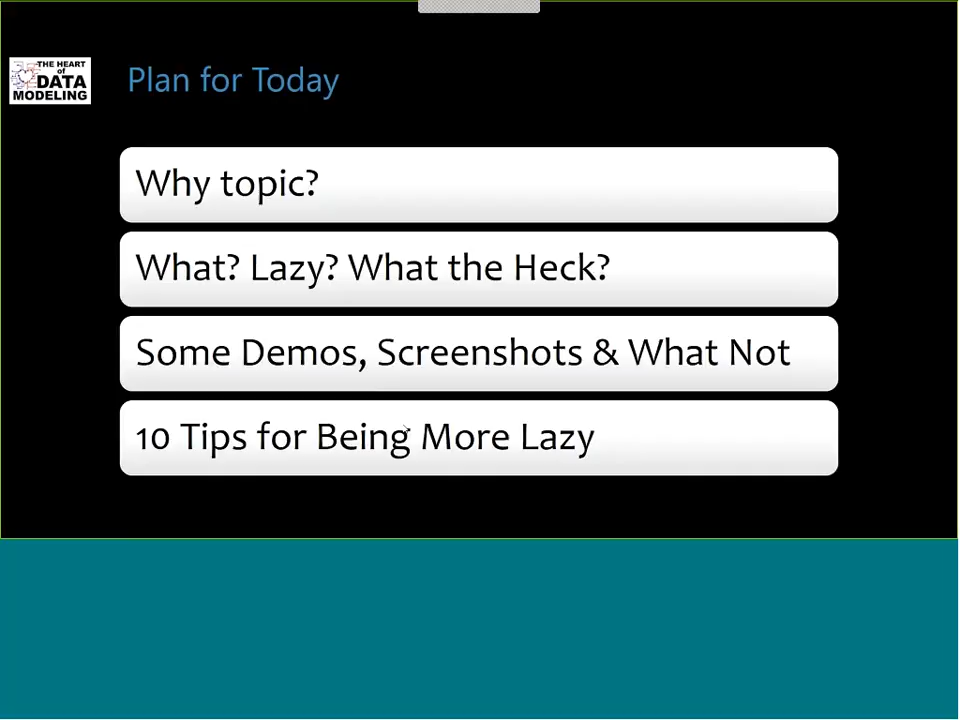 THE HEART
of
DATA
MODELING
Plan for Today
Why topic?
What? Lazy? What the Heck?
Some Demos, Screenshots & What Not
10 Tips for Being More Lazy